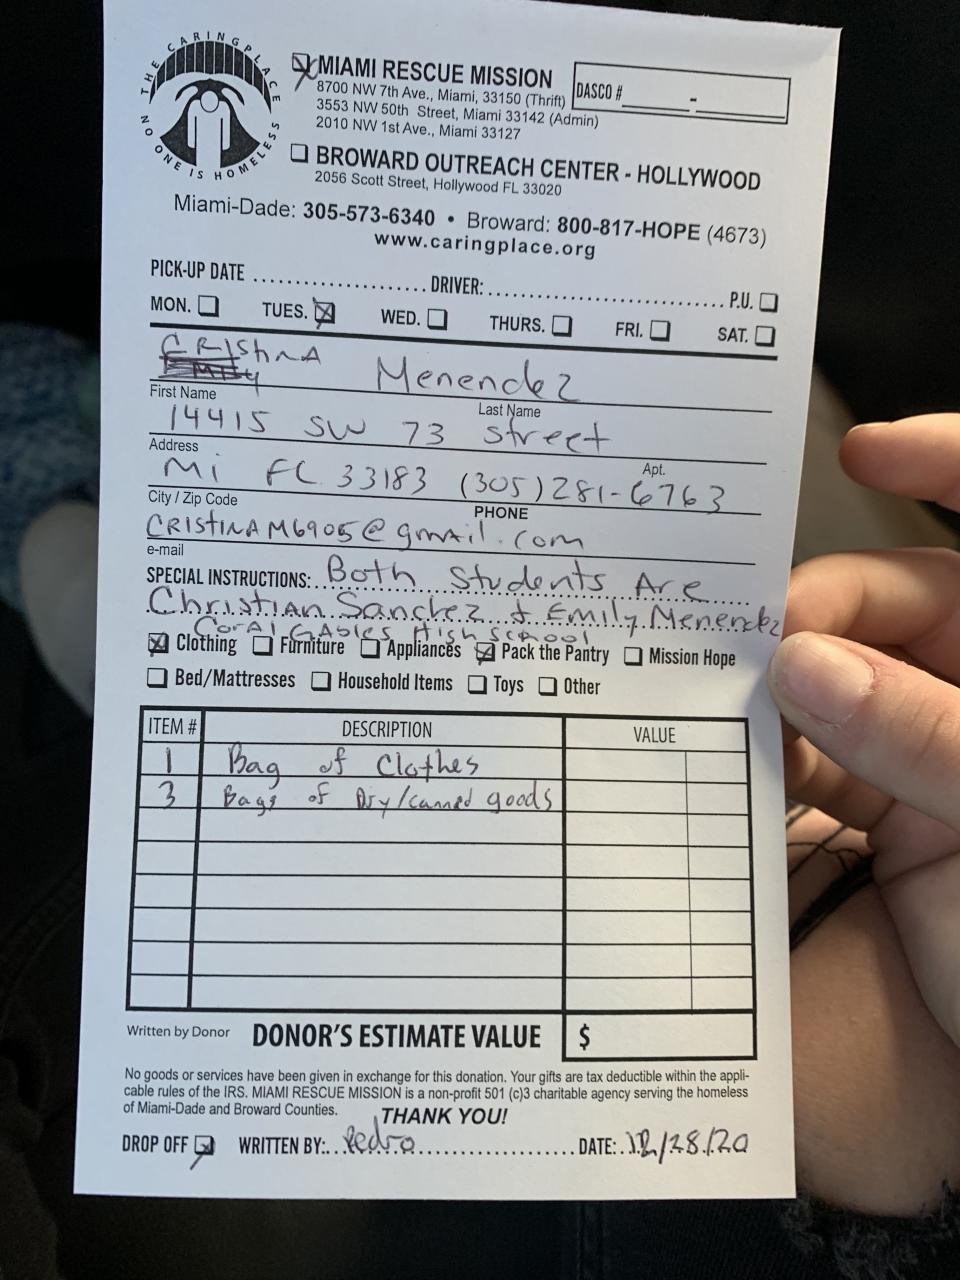 THE CARING PLACE
NO ONE IS HOMELESS
MIAMI RESCUE MISSION
8700 NW 7th Ave., Miami, 33150 (Thrift)
3553 NW 50th Street, Miami 33142 (Admin)
2010 NW 1st Ave., Miami 33127
DASCO # -
BROWARD OUTREACH CENTER - HOLLYWOOD
2056 Scott Street, Hollywood FL 33020
Miami-Dade: 305-573-6340 • Broward: 800-817-HOPE (4673)
www.caringplace.org
PICK-UP DATE DRIVER: P.U.
MON. TUES. WED. THURS. FRI. SAT.
CRIStinA Menendez
First Name Last Name
14415 SW 73 street
Address Apt.
Mi FL 33183 (305)281-6763
City / Zip Code PHONE
CRIStINAM6905@gmail.com
e-mail
SPECIAL INSTRUCTIONS: Both Students Are
Christian Sanchez & Emily Menendez
Coral Gables High School
Clothing Furniture Appliances Pack the Pantry Mission Hope
Bed/Mattresses Household Items Toys Other
ITEM # DESCRIPTION VALUE
1 Bag of Clothes
3 Bags of Dry/canned goods
Written by Donor DONOR'S ESTIMATE VALUE $
No goods or services have been given in exchange for this donation. Your gifts are tax deductible within the appli-
cable rules of the IRS. MIAMI RESCUE MISSION is a non-profit 501 (c)3 charitable agency serving the homeless
of Miami-Dade and Broward Counties. THANK YOU!
DROP OFF WRITTEN BY: Pedro DATE: 12/28/20